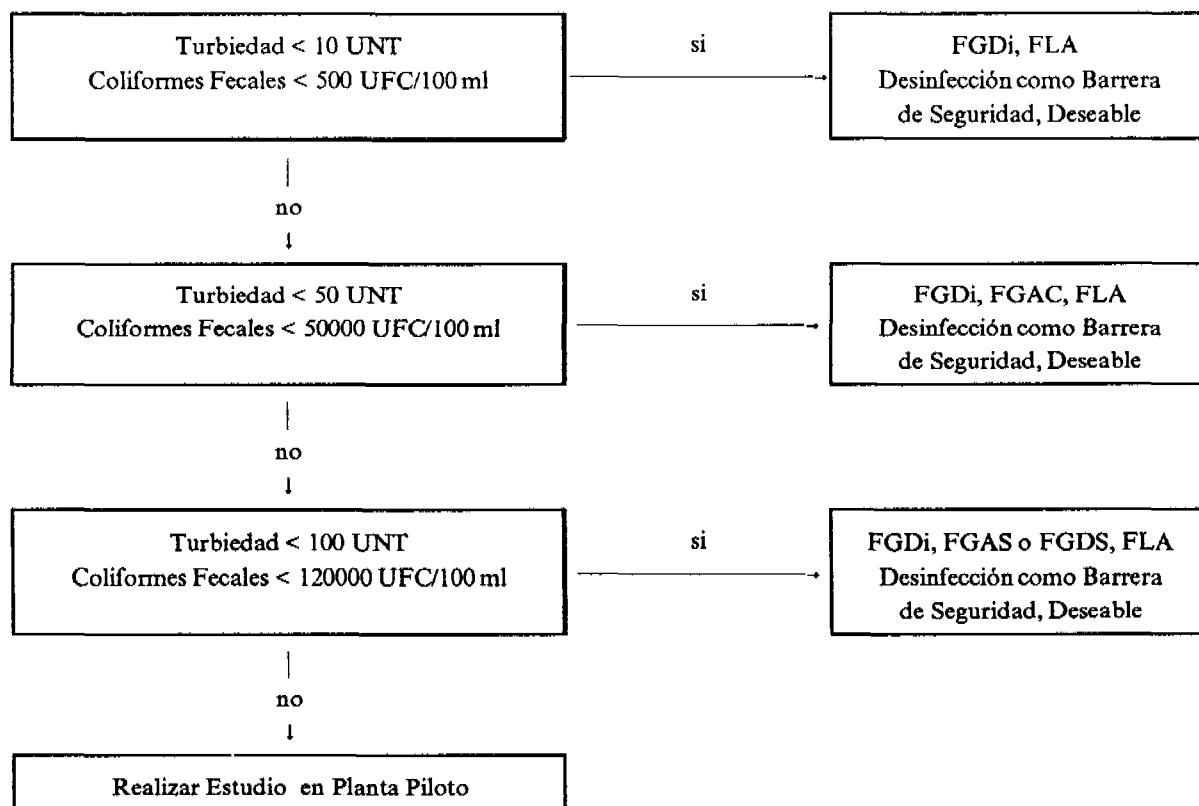 Turbiedad < 10 UNT
Coliformes Fecales < 500 UFC/100 ml
si
FGDi, FLA
Desinfección como Barrera
de Seguridad, Deseable
no
Turbiedad < 50 UNT
Coliformes Fecales < 50000 UFC/100 ml
si
FGDi, FGAC, FLA
Desinfección como Barrera
de Seguridad, Deseable
no
Turbiedad < 100 UNT
Coliformes Fecales < 120000 UFC/100 ml
si
FGDi, FGAS o FGDS, FLA
Desinfección como Barrera
de Seguridad, Deseable
no
Realizar Estudio en Planta Piloto